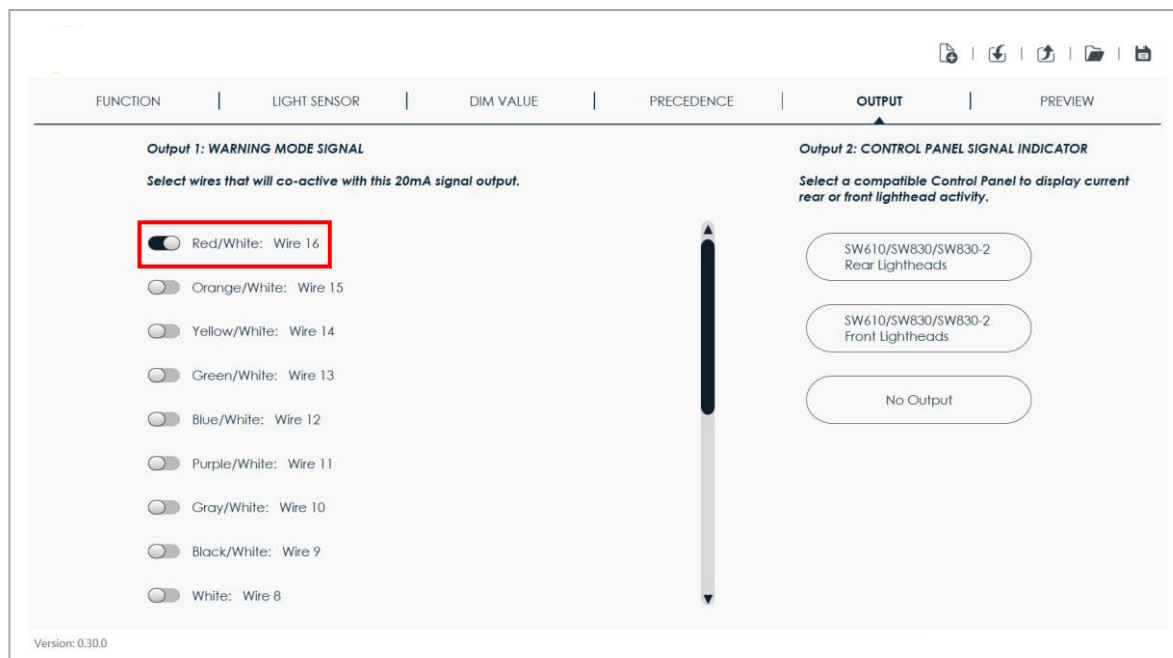 FUNCTION | LIGHT SENSOR | DIM VALUE | PRECEDENCE | OUTPUT | PREVIEW
Output 1: WARNING MODE SIGNAL
Select wires that will co-active with this 20mA signal output.
Red/White: Wire 16
Orange/White: Wire 15
Yellow/White: Wire 14
Green/White: Wire 13
Blue/White: Wire 12
Purple/White: Wire 11
Gray/White: Wire 10
Black/White: Wire 9
White: Wire 8
Output 2: CONTROL PANEL SIGNAL INDICATOR
Select a compatible Control Panel to display current
rear or front lighthead activity.
SW610/SW830/SW830-2
Rear Lightheads
SW610/SW830/SW830-2
Front Lightheads
No Output
Version: 0.30.0